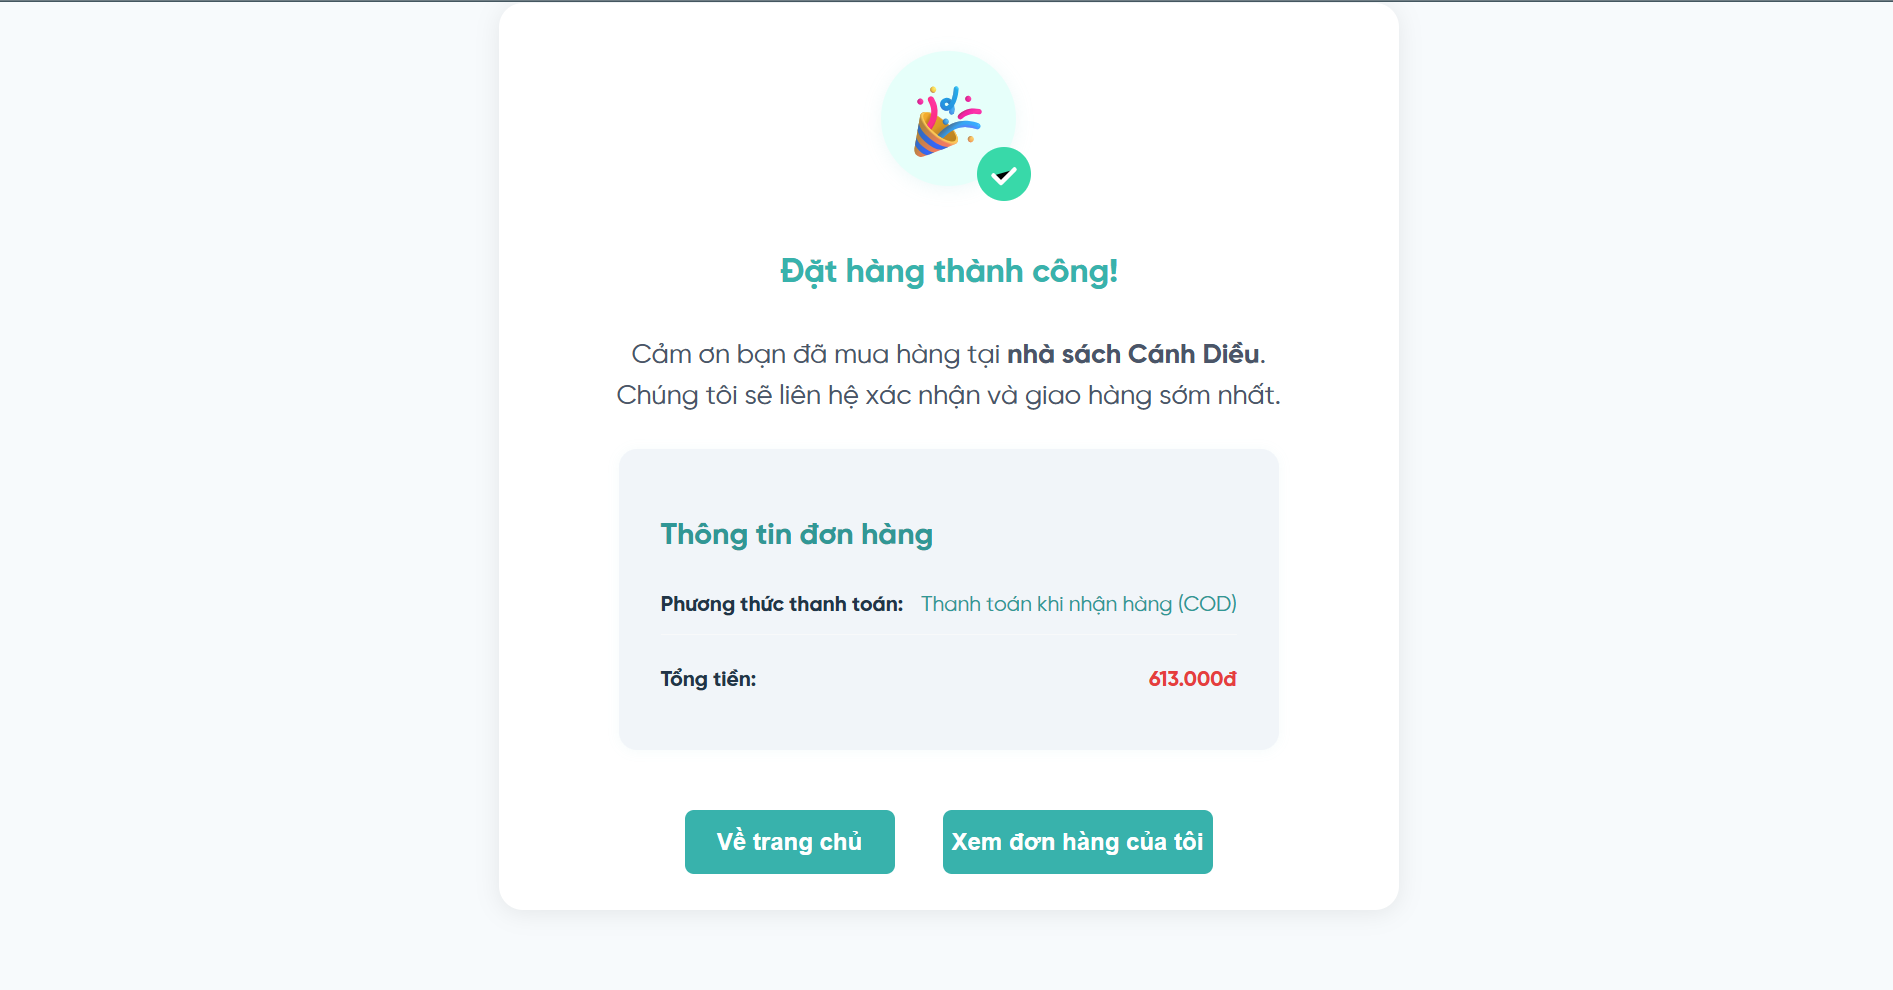 Đặt hàng thành công!
Cảm ơn bạn đã mua hàng tại nhà sách Cánh Diều.
Chúng tôi sẽ liên hệ xác nhận và giao hàng sớm nhất.
Thông tin đơn hàng
Phương thức thanh toán: Thanh toán khi nhận hàng (COD)
Tổng tiền: 613.000đ
Về trang chủ Xem đơn hàng của tôi